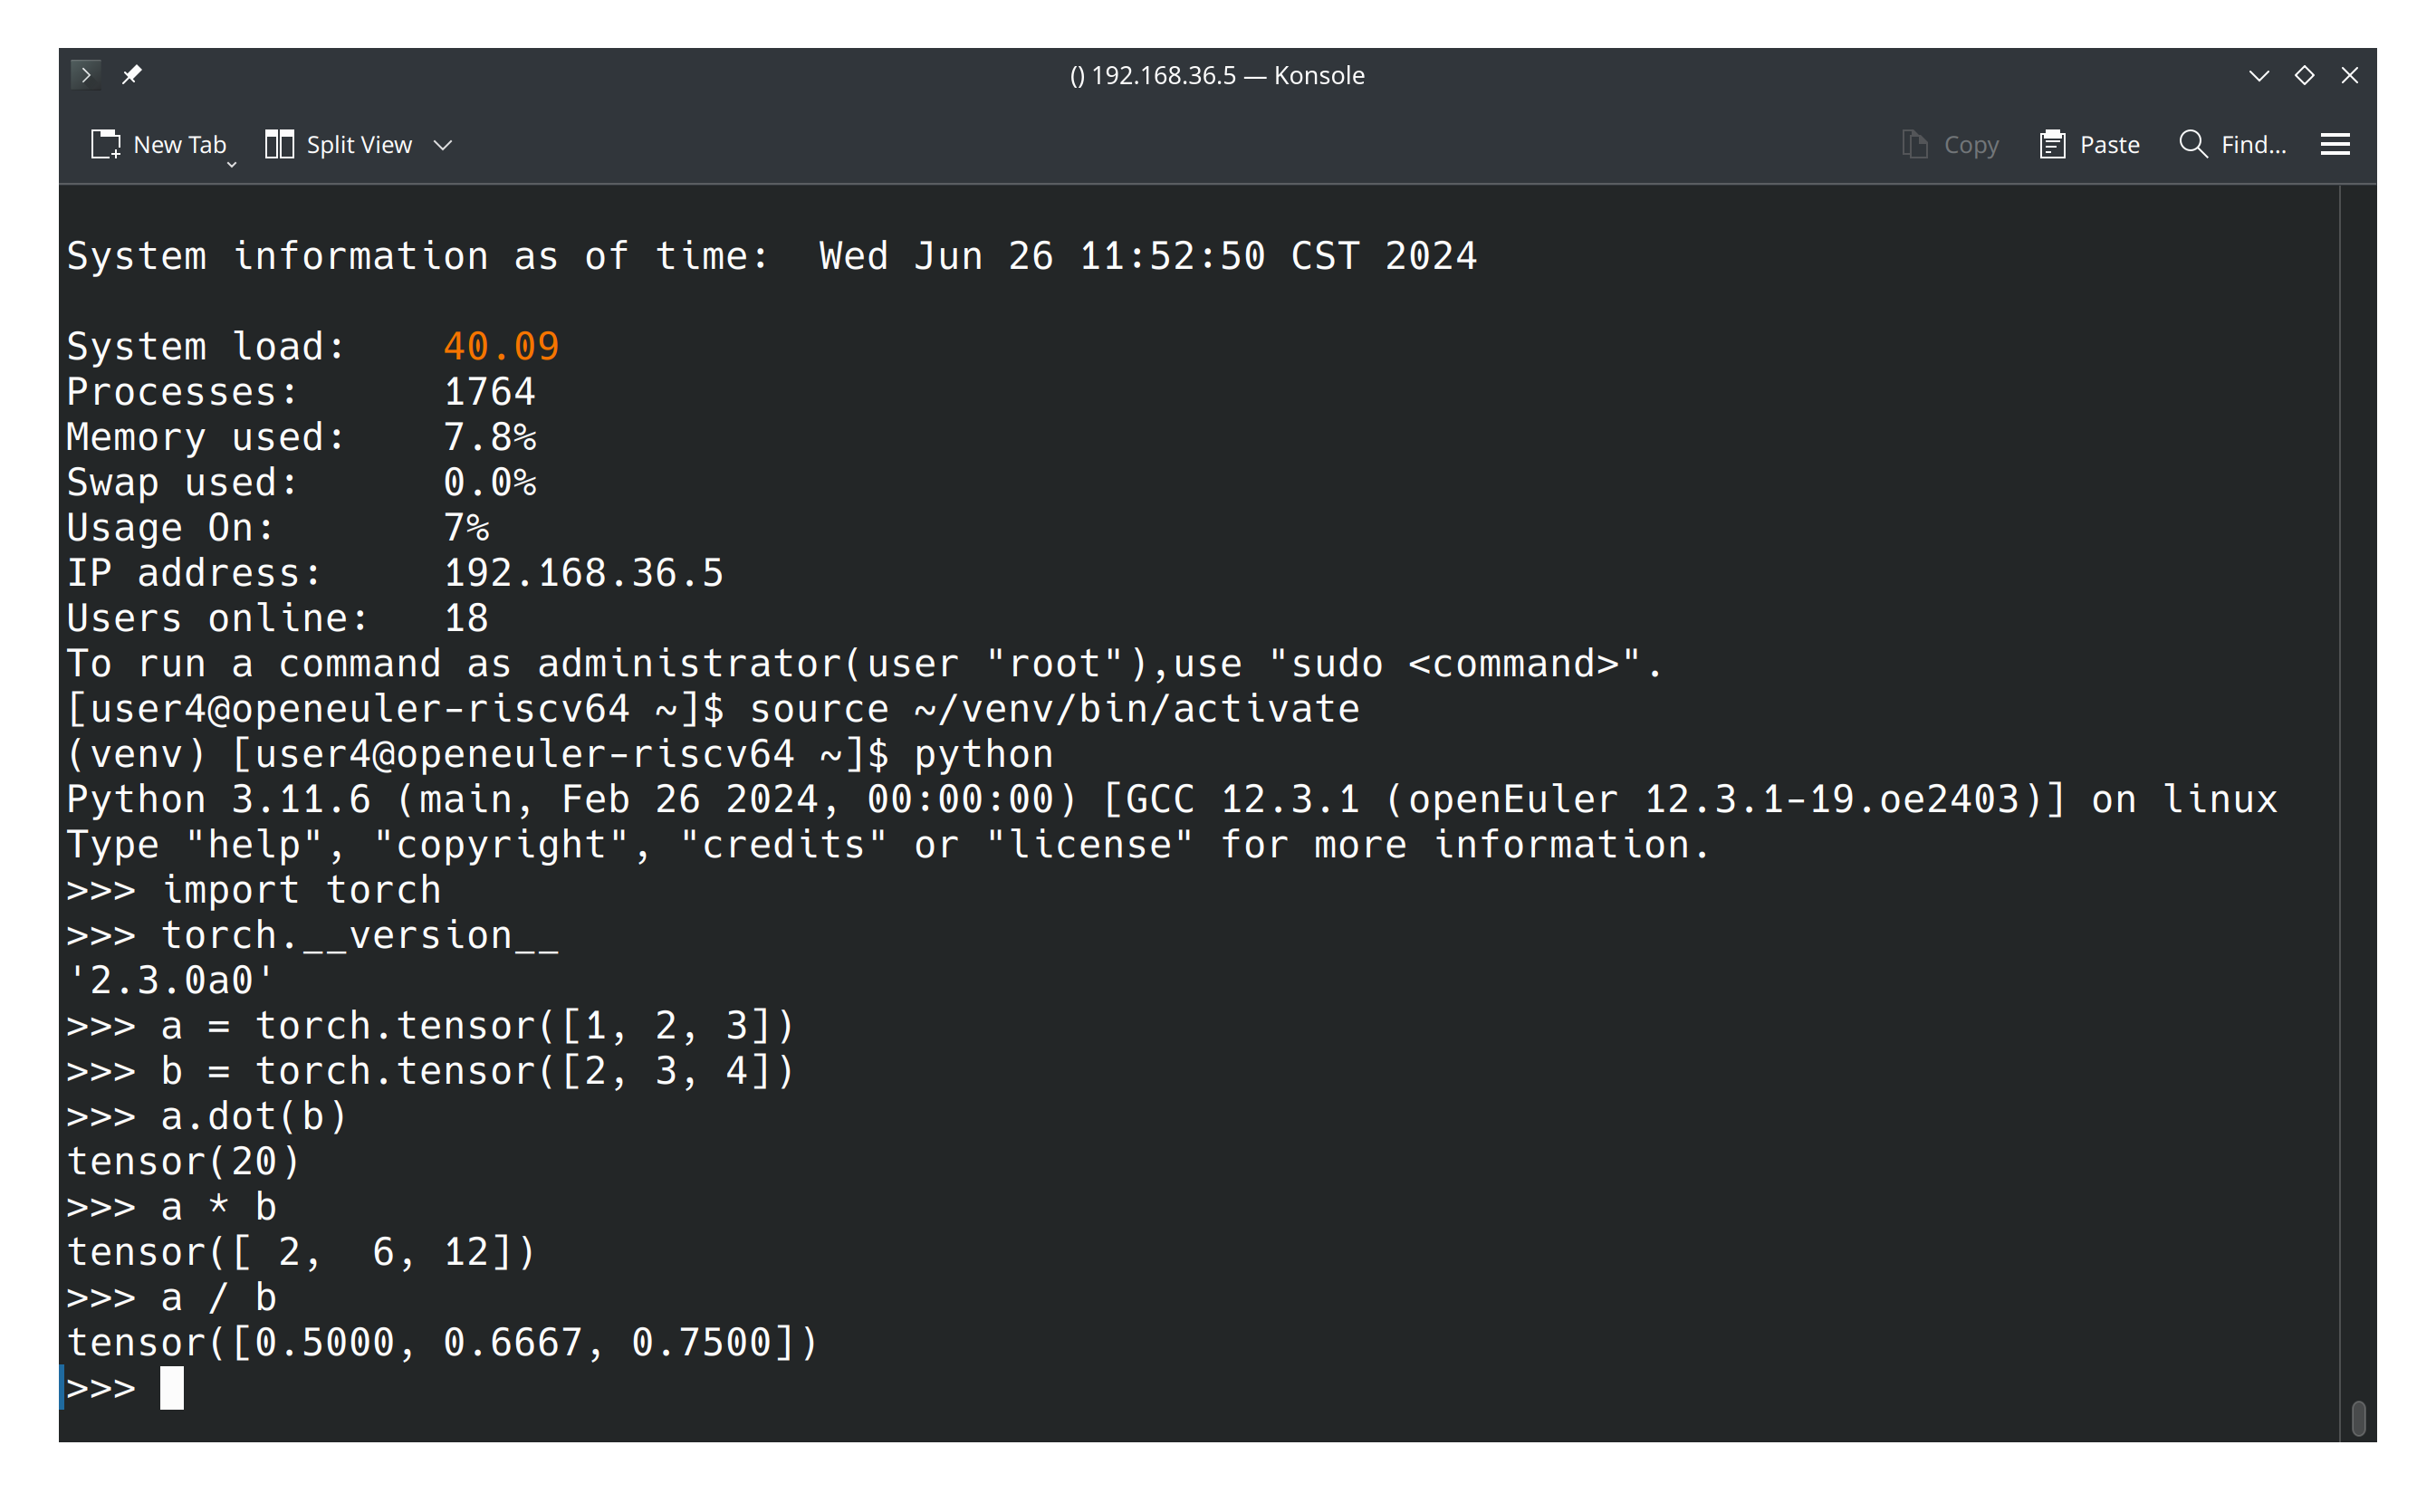 () 192.168.36.5 — Konsole
New Tab Split View Copy Paste Find...
System information as of time:  Wed Jun 26 11:52:50 CST 2024
System load:    40.09
Processes:      1764
Memory used:    7.8%
Swap used:      0.0%
Usage On:       7%
IP address:     192.168.36.5
Users online:   18
To run a command as administrator(user "root"),use "sudo <command>".
[user4@openeuler-riscv64 ~]$ source ~/venv/bin/activate
(venv) [user4@openeuler-riscv64 ~]$ python
Python 3.11.6 (main, Feb 26 2024, 00:00:00) [GCC 12.3.1 (openEuler 12.3.1-19.oe2403)] on linux
Type "help", "copyright", "credits" or "license" for more information.
>>> import torch
>>> torch.__version__
'2.3.0a0'
>>> a = torch.tensor([1, 2, 3])
>>> b = torch.tensor([2, 3, 4])
>>> a.dot(b)
tensor(20)
>>> a * b
tensor([ 2,  6, 12])
>>> a / b
tensor([0.5000, 0.6667, 0.7500])
>>>